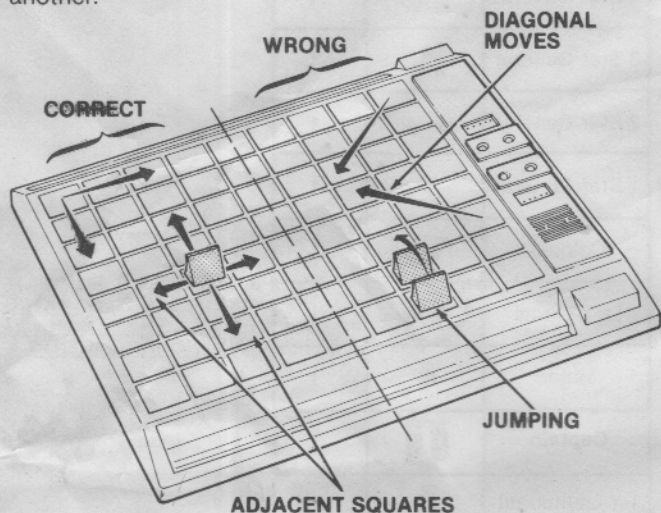 another.
DIAGONAL
MOVES
WRONG
CORRECT
JUMPING
ADJACENT SQUARES